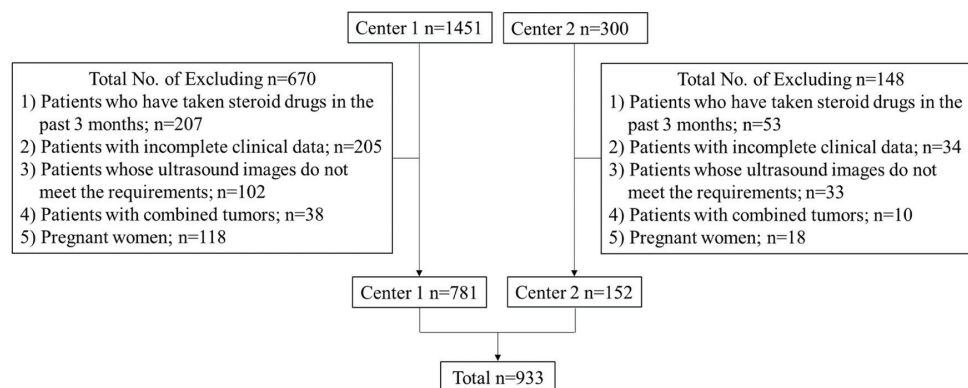 Center 1 n=1451
Center 2 n=300
Total No. of Excluding n=670
1) Patients who have taken steroid drugs in the
past 3 months; n=207
2) Patients with incomplete clinical data; n=205
3) Patients whose ultrasound images do not
meet the requirements; n=102
4) Patients with combined tumors; n=38
5) Pregnant women; n=118
Total No. of Excluding n=148
1) Patients who have taken steroid drugs in the
past 3 months; n=53
2) Patients with incomplete clinical data; n=34
3) Patients whose ultrasound images do not
meet the requirements; n=33
4) Patients with combined tumors; n=10
5) Pregnant women; n=18
Center 1 n=781
Center 2 n=152
Total n=933